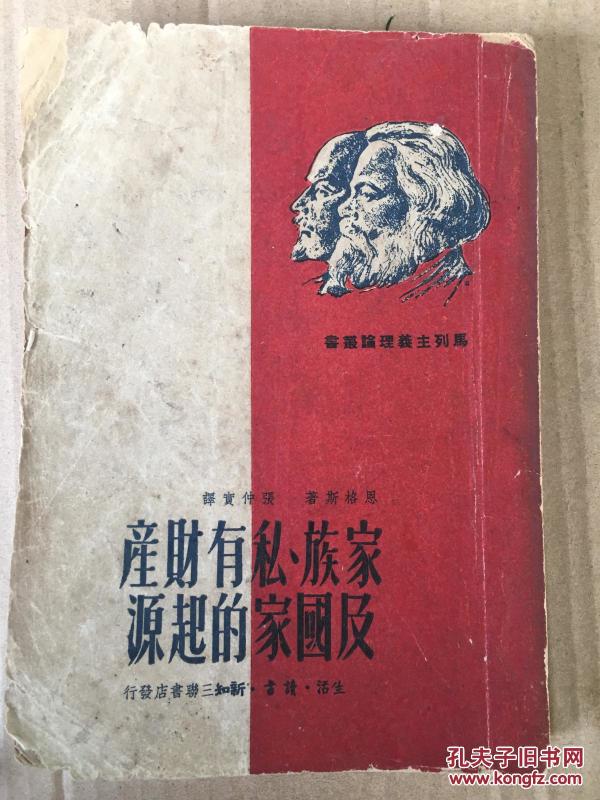 馬列主義理論叢書
恩格斯著 張仲實譯
家族、私有財產
及國家的起源
生活·讀書·新知三聯書店發行
孔夫子旧书网
www.kongfz.com